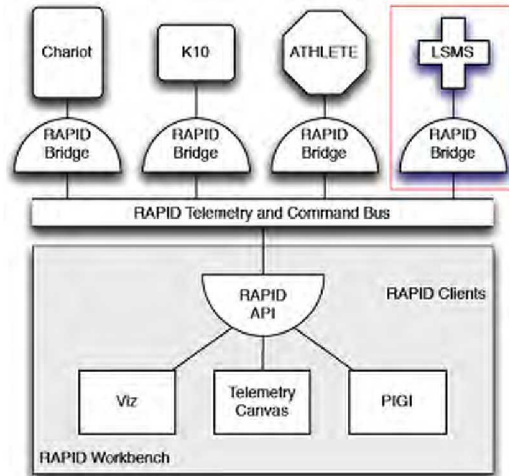 Chariot
K10
ATHLETE
LSMS
RAPID
Bridge
RAPID
Bridge
RAPID
Bridge
RAPID
Bridge
RAPID Telemetry and Command Bus
RAPID
API
RAPID Clients
Viz
Telemetry
Canvas
PIGI
RAPID Workbench